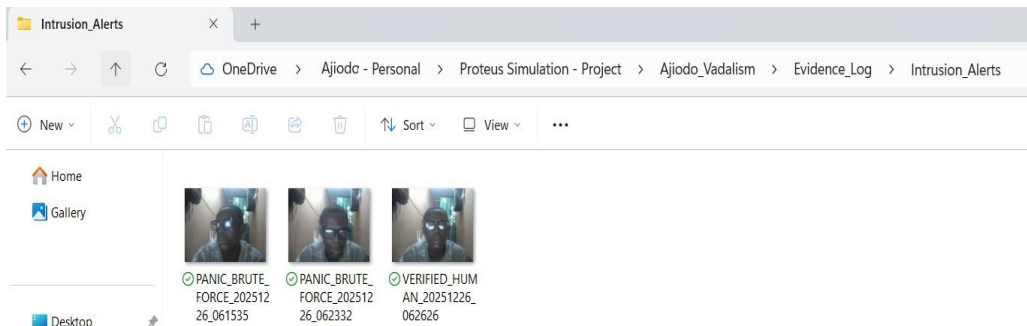 Intrusion_Alerts
OneDrive > Ajiodo - Personal > Proteus Simulation - Project > Ajiodo_Vadalism > Evidence_Log > Intrusion_Alerts
New
Sort
View
Home
Gallery
Desktop
PANIC_BRUTE_
FORCE_202512
26_061535
PANIC_BRUTE_
FORCE_202512
26_062332
VERIFIED_HUM
AN_20251226_
062626